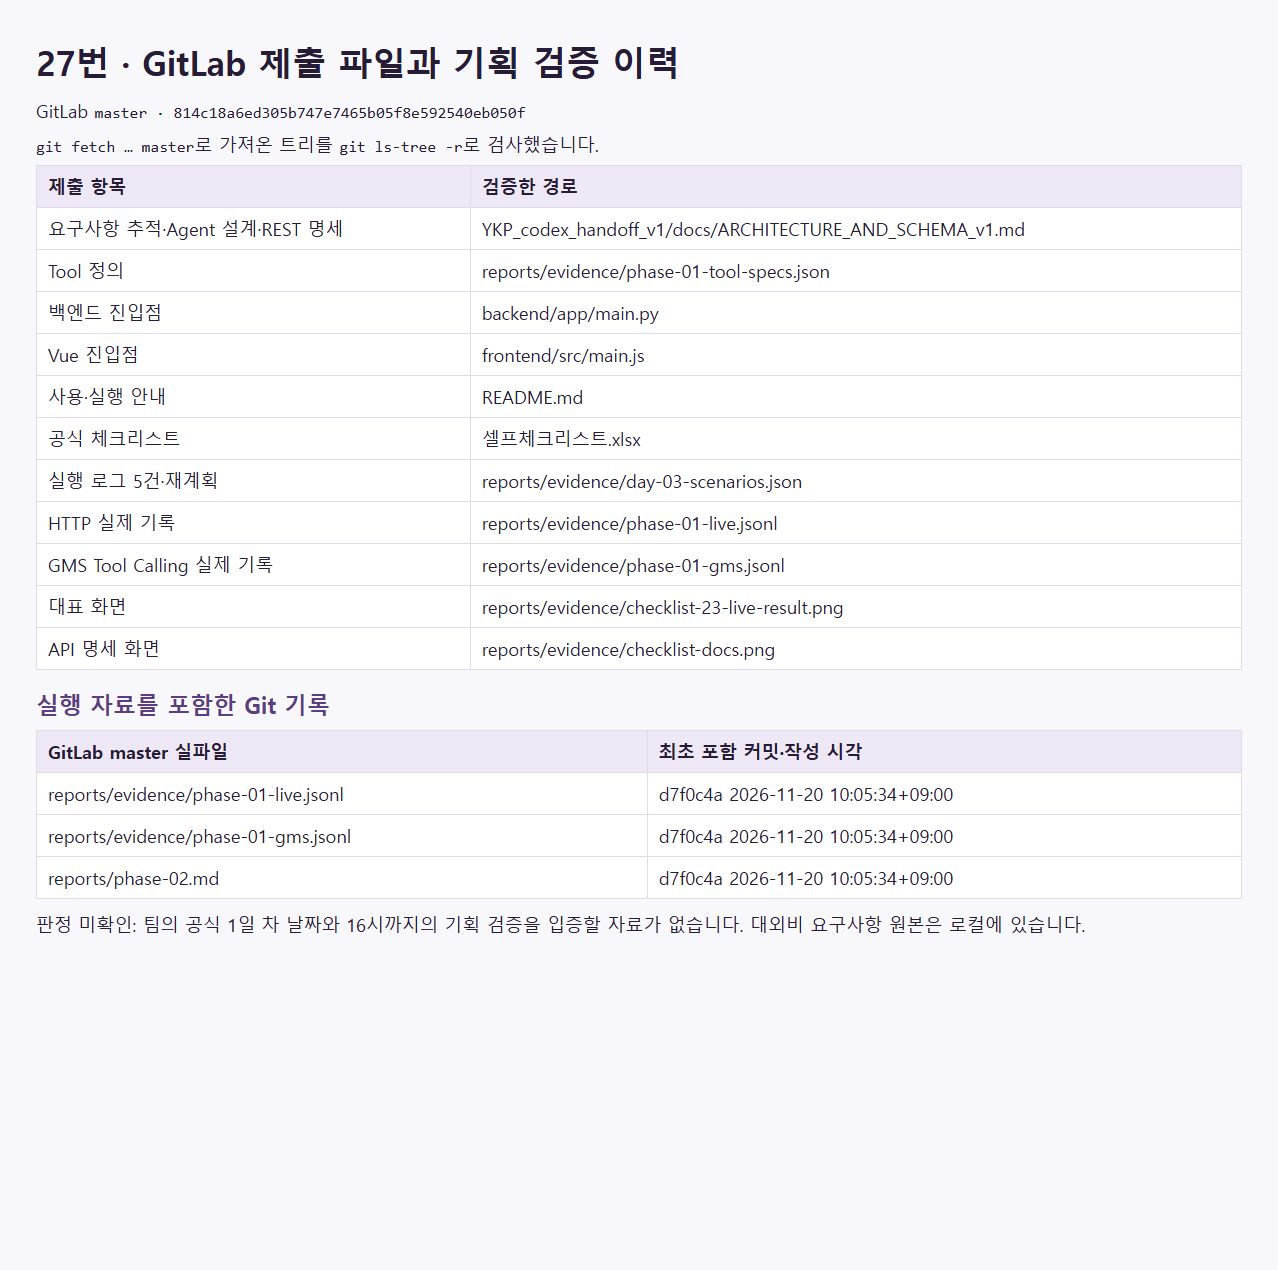 27번 · GitLab 제출 파일과 기획 검증 이력
GitLab master · 814c18a6ed305b747e7465b05f8e592540eb050f
git fetch … master로 가져온 트리를 git ls-tree -r로 검사했습니다.
제출 항목 검증한 경로
요구사항 추적·Agent 설계·REST 명세 YKP_codex_handoff_v1/docs/ARCHITECTURE_AND_SCHEMA_v1.md
Tool 정의 reports/evidence/phase-01-tool-specs.json
백엔드 진입점 backend/app/main.py
Vue 진입점 frontend/src/main.js
사용·실행 안내 README.md
공식 체크리스트 셀프체크리스트.xlsx
실행 로그 5건·재계획 reports/evidence/day-03-scenarios.json
HTTP 실제 기록 reports/evidence/phase-01-live.jsonl
GMS Tool Calling 실제 기록 reports/evidence/phase-01-gms.jsonl
대표 화면 reports/evidence/checklist-23-live-result.png
API 명세 화면 reports/evidence/checklist-docs.png
실행 자료를 포함한 Git 기록
GitLab master 실파일 최초 포함 커밋·작성 시각
reports/evidence/phase-01-live.jsonl d7f0c4a 2026-11-20 10:05:34+09:00
reports/evidence/phase-01-gms.jsonl d7f0c4a 2026-11-20 10:05:34+09:00
reports/phase-02.md d7f0c4a 2026-11-20 10:05:34+09:00
판정 미확인: 팀의 공식 1일 차 날짜와 16시까지의 기획 검증을 입증할 자료가 없습니다. 대외비 요구사항 원본은 로컬에 있습니다.